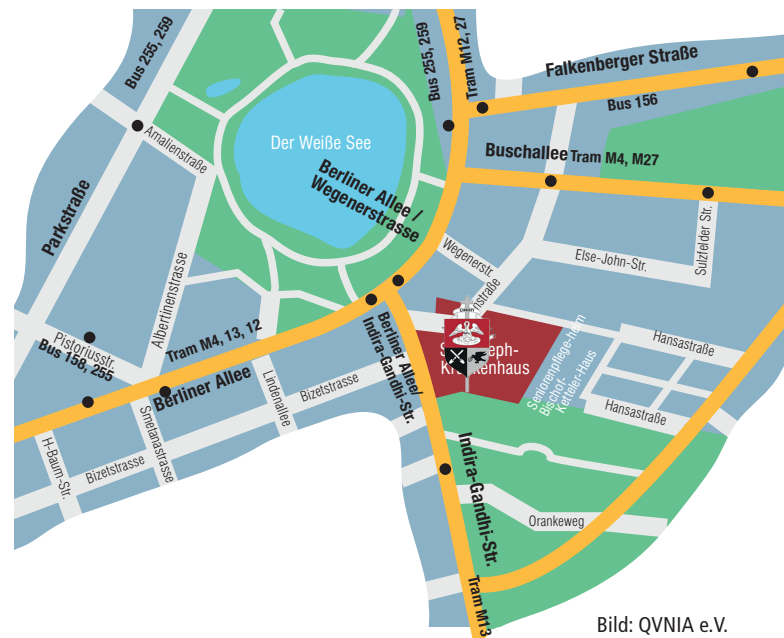 Bus 255, 259
Bus 255, 259
Tram M12, 27
Falkenberger Straße
Bus 156
Amalienstraße
Der Weiße See
Buschallee Tram M4, M27
Berliner Allee /
Wegenerstrasse
Parkstraße
Sulzfelder Str.
Wegenerstr.
Else-John-Str.
Albertinenstrasse
Pistoriusstr.
Bus 158, 255
Tram M4, 13, 12
Berliner Allee
Berliner Allee/
Indira-Gandhi-Str.
Hansastraße
Seniorenpflege-heim
Bischof-
Ketteler-Haus
Lindenallee
Bizetstrasse
Hansastraße
H-Baum-Str.
Smetanastrasse
Bizetstrasse
Indira-Gandhi-Str.
Orankeweg
Tram M13
Bild: QVNIA e.V.